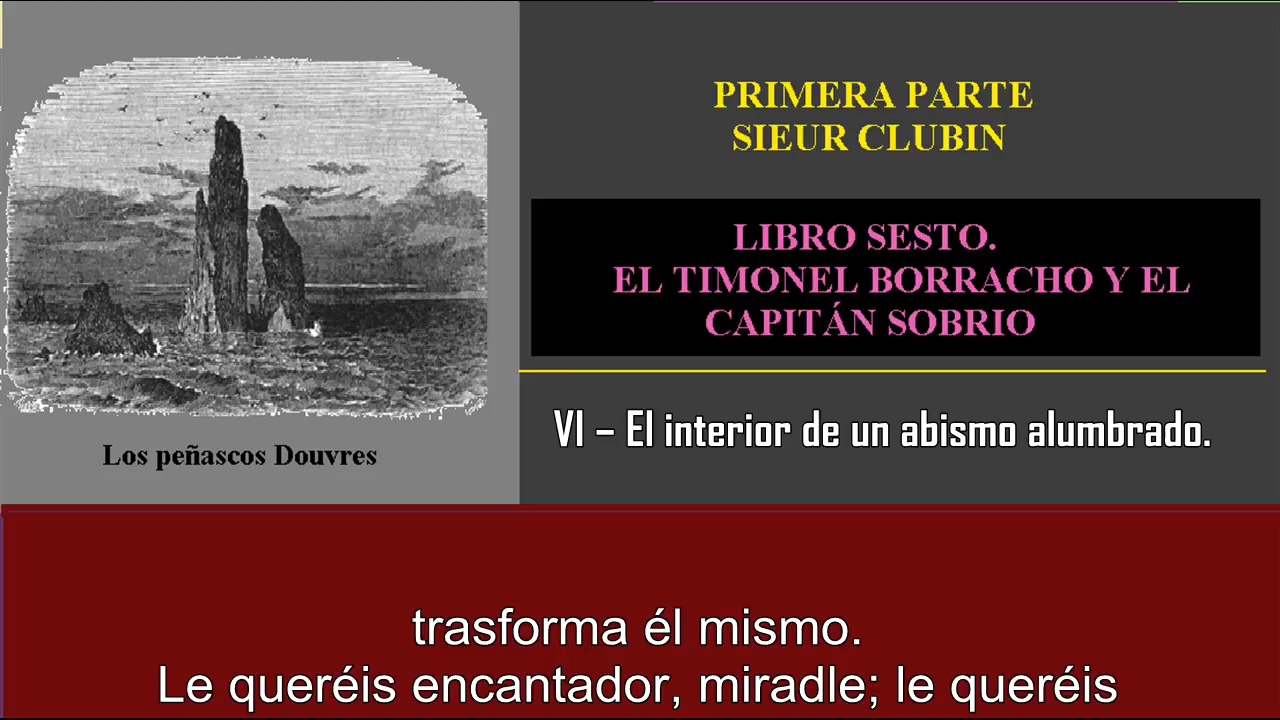 PRIMERA PARTE
SIEUR CLUBIN
LIBRO SESTO.
EL TIMONEL BORRACHO Y EL
CAPITÁN SOBRIO
VI – El interior de un abismo alumbrado.
Los peñascos Douvres
trasforma él mismo.
Le queréis encantador, miradle; le queréis